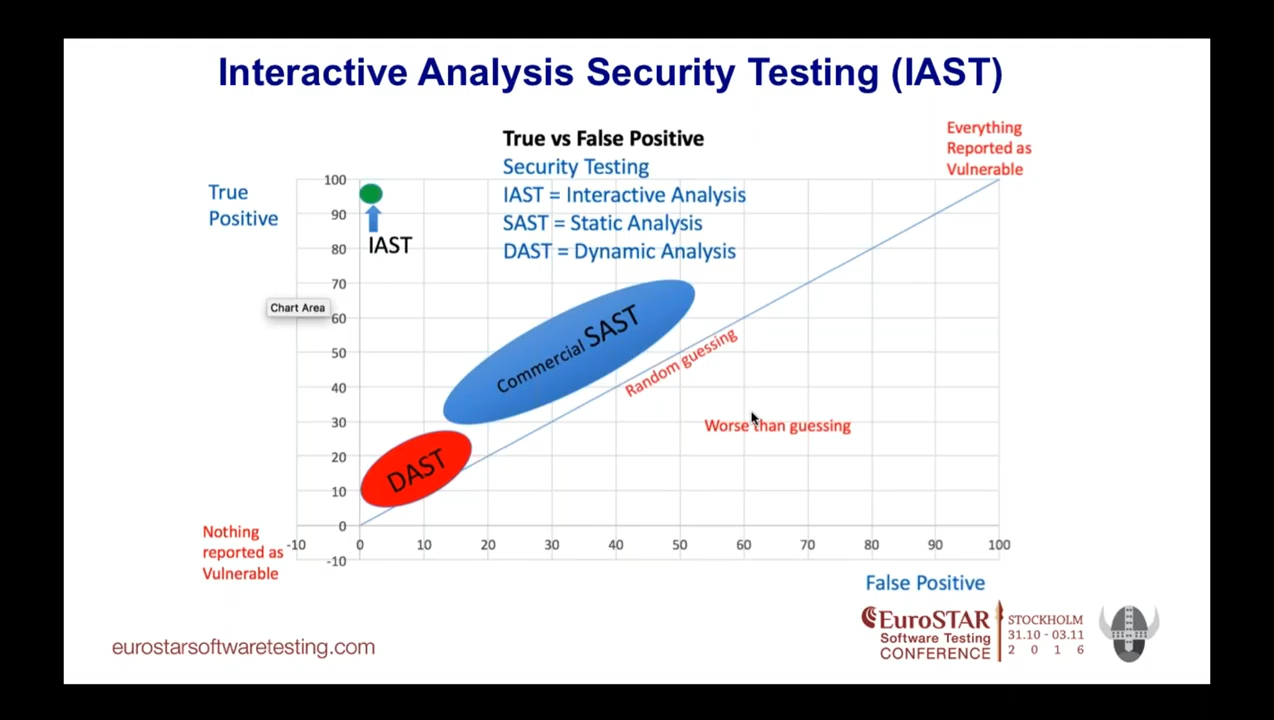 Interactive Analysis Security Testing (IAST)
True vs False Positive
Security Testing
IAST = Interactive Analysis
SAST = Static Analysis
DAST = Dynamic Analysis
Everything
Reported as
Vulnerable
True
Positive
100
90
80
70
60
50
40
30
20
10
0
-10
IAST
Chart Area
Commercial SAST
Random guessing
Worse than guessing
DAST
Nothing
reported as
Vulnerable
-10 0 10 20 30 40 50 60 70 80 90 100
False Positive
eurostarsoftwaretesting.com
EuroSTAR
Software Testing
CONFERENCE
STOCKHOLM
31.10 - 03.11
2 0 1 6